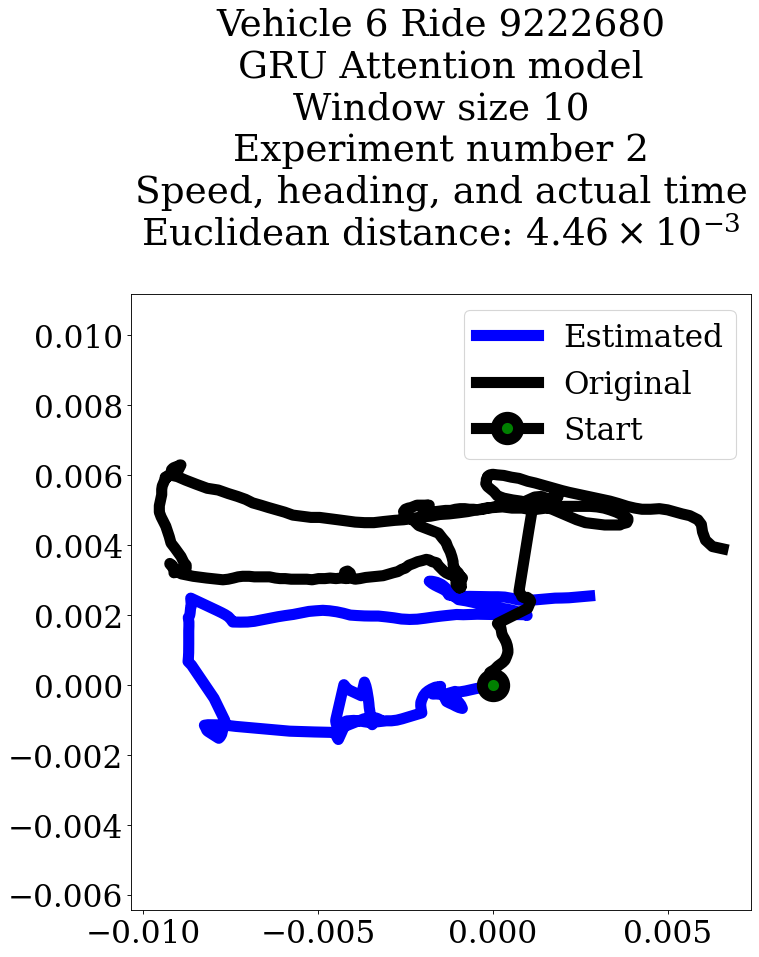 Vehicle 6 Ride 9222680
GRU Attention model
Window size 10
Experiment number 2
Speed, heading, and actual time
Euclidean distance: 4.46 × 10⁻³
Estimated
Original
Start
0.010
0.008
0.006
0.004
0.002
0.000
−0.002
−0.004
−0.006
−0.010
−0.005
0.000
0.005